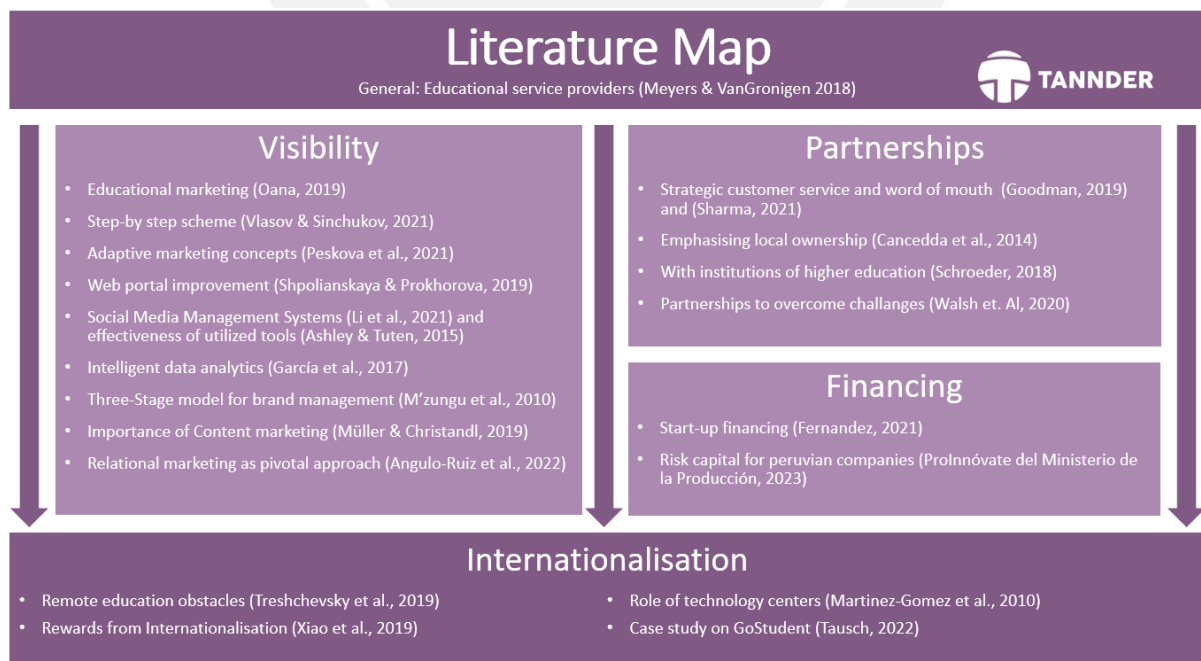 Literature Map
General: Educational service providers (Meyers & VanGronigen 2018)
TANNDER
Visibility
• Educational marketing (Oana, 2019)
• Step-by step scheme (Vlasov & Sinchukov, 2021)
• Adaptive marketing concepts (Peskova et al., 2021)
• Web portal improvement (Shpolianskaya & Prokhorova, 2019)
• Social Media Management Systems (Li et al., 2021) and
effectiveness of utilized tools (Ashley & Tuten, 2015)
• Intelligent data analytics (García et al., 2017)
• Three-Stage model for brand management (M'zungu et al., 2010)
• Importance of Content marketing (Müller & Christandl, 2019)
• Relational marketing as pivotal approach (Angulo-Ruiz et al., 2022)
Partnerships
• Strategic customer service and word of mouth (Goodman, 2019)
and (Sharma, 2021)
• Emphasising local ownership (Cancedda et al., 2014)
• With institutions of higher education (Schroeder, 2018)
• Partnerships to overcome challanges (Walsh et. Al, 2020)
Financing
• Start-up financing (Fernandez, 2021)
• Risk capital for peruvian companies (ProInnóvate del Ministerio de
la Producción, 2023)
Internationalisation
• Remote education obstacles (Treshchevsky et al., 2019)
• Rewards from Internationalisation (Xiao et al., 2019)
• Role of technology centers (Martinez-Gomez et al., 2010)
• Case study on GoStudent (Tausch, 2022)